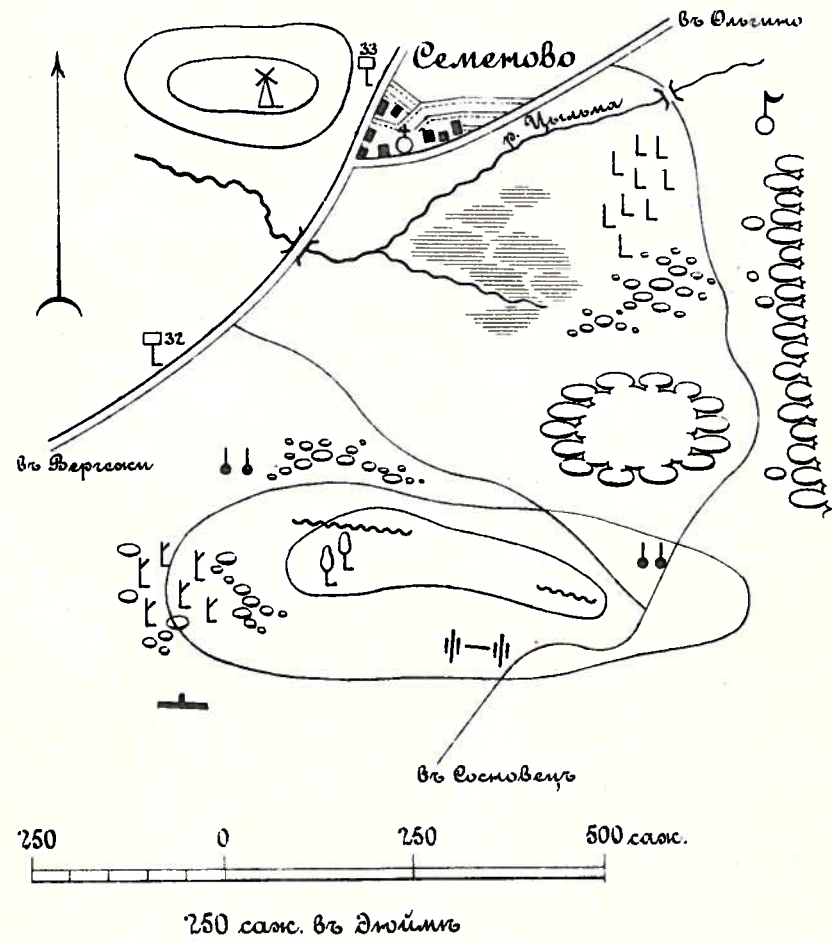 въ Ольгино
33
Семеново
р. Цыльма
32
въ Вергежи
въ Сосновецъ
250 0 250 500 саж.
250 саж. въ Дюймѣ